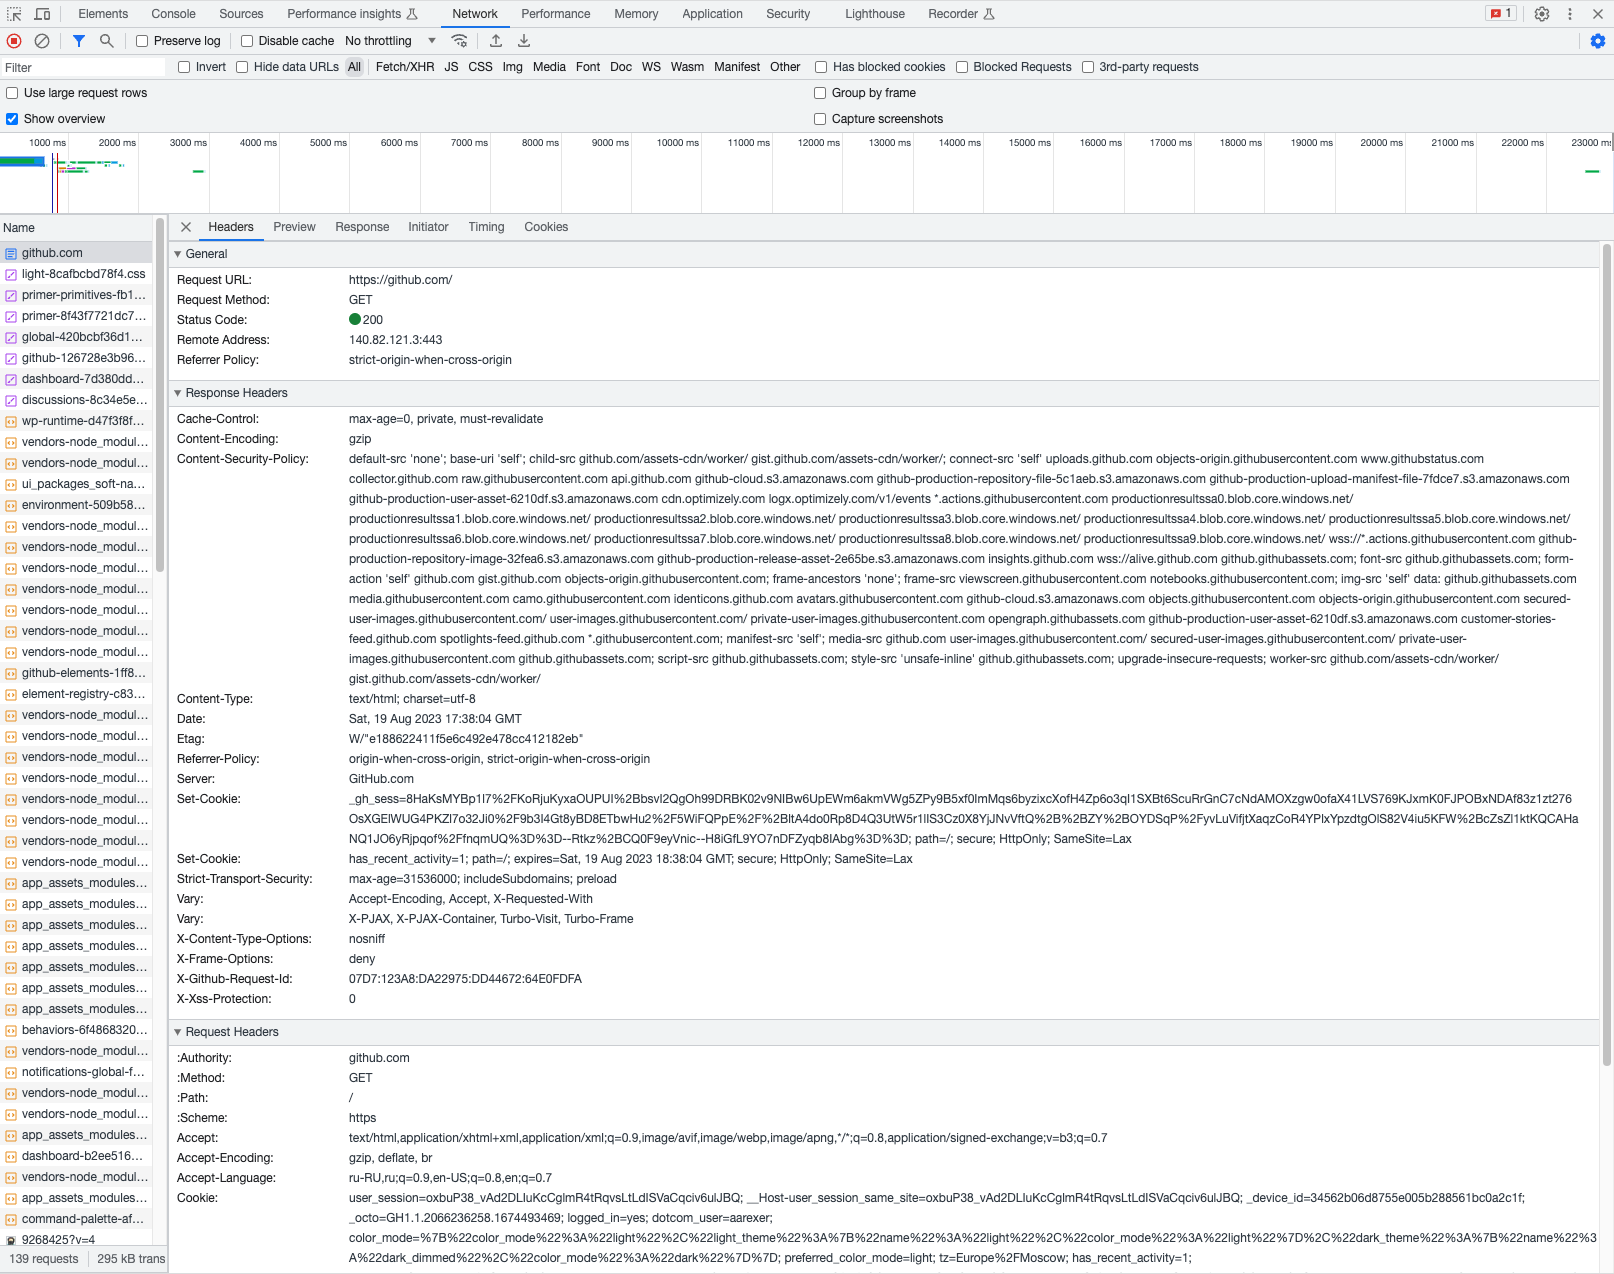 Elements Console Sources Performance insights Network Performance Memory Application Security Lighthouse Recorder 1
Preserve log Disable cache No throttling
Filter Invert Hide data URLs All Fetch/XHR JS CSS Img Media Font Doc WS Wasm Manifest Other Has blocked cookies Blocked Requests 3rd-party requests
Use large request rows Group by frame
Show overview Capture screenshots
1000 ms 2000 ms 3000 ms 4000 ms 5000 ms 6000 ms 7000 ms 8000 ms 9000 ms 10000 ms 11000 ms 12000 ms 13000 ms 14000 ms 15000 ms 16000 ms 17000 ms 18000 ms 19000 ms 20000 ms 21000 ms 22000 ms 23000 ms
Name
github.com
light-8cafbcbd78f4.css
primer-primitives-fb1...
primer-8f43f7721dc7...
global-420bcbf36d1...
github-126728e3b96...
dashboard-7d380dd...
discussions-8c34e5e...
wp-runtime-d47f3f8f...
vendors-node_modul...
vendors-node_modul...
ui_packages_soft-na...
environment-509b58...
vendors-node_modul...
vendors-node_modul...
vendors-node_modul...
vendors-node_modul...
vendors-node_modul...
vendors-node_modul...
vendors-node_modul...
github-elements-1ff8...
element-registry-c83...
vendors-node_modul...
vendors-node_modul...
vendors-node_modul...
vendors-node_modul...
vendors-node_modul...
vendors-node_modul...
vendors-node_modul...
vendors-node_modul...
app_assets_modules...
app_assets_modules...
app_assets_modules...
app_assets_modules...
app_assets_modules...
app_assets_modules...
app_assets_modules...
behaviors-6f4868320...
vendors-node_modul...
notifications-global-f...
vendors-node_modul...
vendors-node_modul...
app_assets_modules...
dashboard-b2ee516...
vendors-node_modul...
app_assets_modules...
command-palette-af...
9268425?v=4
139 requests 295 kB trans
Headers Preview Response Initiator Timing Cookies
General
Request URL: https://github.com/
Request Method: GET
Status Code: 200
Remote Address: 140.82.121.3:443
Referrer Policy: strict-origin-when-cross-origin
Response Headers
Cache-Control: max-age=0, private, must-revalidate
Content-Encoding: gzip
Content-Security-Policy: default-src 'none'; base-uri 'self'; child-src github.com/assets-cdn/worker/ gist.github.com/assets-cdn/worker/; connect-src 'self' uploads.github.com objects-origin.githubusercontent.com www.githubstatus.com
collector.github.com raw.githubusercontent.com api.github.com github-cloud.s3.amazonaws.com github-production-repository-file-5c1aeb.s3.amazonaws.com github-production-upload-manifest-file-7fdce7.s3.amazonaws.com
github-production-user-asset-6210df.s3.amazonaws.com cdn.optimizely.com logx.optimizely.com/v1/events *.actions.githubusercontent.com productionresultssa0.blob.core.windows.net/
productionresultssa1.blob.core.windows.net/ productionresultssa2.blob.core.windows.net/ productionresultssa3.blob.core.windows.net/ productionresultssa4.blob.core.windows.net/ productionresultssa5.blob.core.windows.net/
productionresultssa6.blob.core.windows.net/ productionresultssa7.blob.core.windows.net/ productionresultssa8.blob.core.windows.net/ productionresultssa9.blob.core.windows.net/ wss://*.actions.githubusercontent.com github-
production-repository-image-32fea6.s3.amazonaws.com github-production-release-asset-2e65be.s3.amazonaws.com insights.github.com wss://alive.github.com github.githubassets.com; font-src github.githubassets.com; form-
action 'self' github.com gist.github.com objects-origin.githubusercontent.com; frame-ancestors 'none'; frame-src viewscreen.githubusercontent.com notebooks.githubusercontent.com; img-src 'self' data: github.githubassets.com
media.githubusercontent.com camo.githubusercontent.com identicons.github.com avatars.githubusercontent.com github-cloud.s3.amazonaws.com objects.githubusercontent.com objects-origin.githubusercontent.com secured-
user-images.githubusercontent.com/ user-images.githubusercontent.com/ private-user-images.githubusercontent.com opengraph.githubassets.com github-production-user-asset-6210df.s3.amazonaws.com customer-stories-
feed.github.com spotlights-feed.github.com *.githubusercontent.com; manifest-src 'self'; media-src github.com user-images.githubusercontent.com/ secured-user-images.githubusercontent.com/ private-user-
images.githubusercontent.com github.githubassets.com; script-src github.githubassets.com; style-src 'unsafe-inline' github.githubassets.com; upgrade-insecure-requests; worker-src github.com/assets-cdn/worker/
gist.github.com/assets-cdn/worker/
Content-Type: text/html; charset=utf-8
Date: Sat, 19 Aug 2023 17:38:04 GMT
Etag: W/"e188622411f5e6c492e478cc412182eb"
Referrer-Policy: origin-when-cross-origin, strict-origin-when-cross-origin
Server: GitHub.com
Set-Cookie:
path=/; secure; HttpOnly; SameSite=Lax
Set-Cookie: has_recent_activity=1; path=/; expires=Sat, 19 Aug 2023 18:38:04 GMT; secure; HttpOnly; SameSite=Lax
Strict-Transport-Security: max-age=31536000; includeSubdomains; preload
Vary: Accept-Encoding, Accept, X-Requested-With
Vary: X-PJAX, X-PJAX-Container, Turbo-Visit, Turbo-Frame
X-Content-Type-Options: nosniff
X-Frame-Options: deny
X-Github-Request-Id: 07D7:123A8:DA22975:DD44672:64E0FDFA
X-Xss-Protection: 0
Request Headers
:Authority: github.com
:Method: GET
:Path: /
:Scheme: https
Accept: text/html,application/xhtml+xml,application/xml;q=0.9,image/avif,image/webp,image/apng,*/*;q=0.8,application/signed-exchange;v=b3;q=0.7
Accept-Encoding: gzip, deflate, br
Accept-Language: ru-RU,ru;q=0.9,en-US;q=0.8,en;q=0.7
Cookie: _device_id=34562b06d8755e005b288561bc0a2c1f;
_octo=GH1.1.2066236258.1674493469; logged_in=yes; dotcom_user=aarexer;
color_mode=%7B%22color_mode%22%3A%22light%22%2C%22light_theme%22%3A%7B%22name%22%3A%22light%22%2C%22color_mode%22%3A%22light%22%7D%2C%22dark_theme%22%3A%7B%22name%22%3
A%22dark_dimmed%22%2C%22color_mode%22%3A%22dark%22%7D%7D; preferred_color_mode=light; tz=Europe%2FMoscow; has_recent_activity=1;